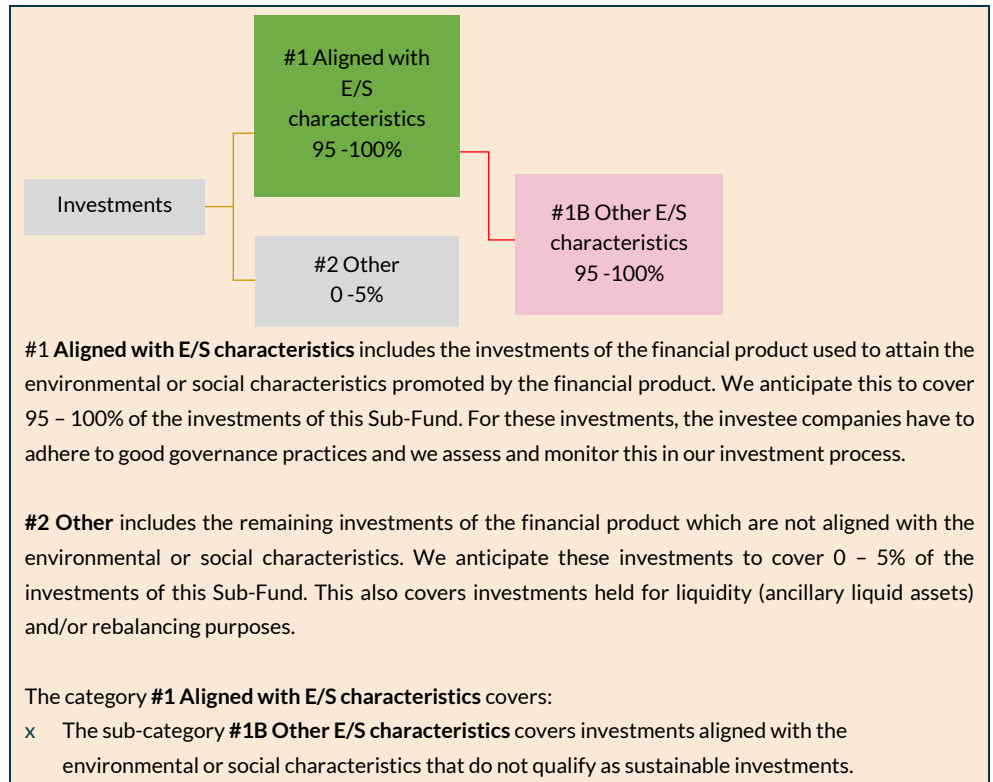 #1 Aligned with
E/S
characteristics
95 -100%
Investments
#1B Other E/S
characteristics
95 -100%
#2 Other
0 -5%
#1 Aligned with E/S characteristics includes the investments of the financial product used to attain the
environmental or social characteristics promoted by the financial product. We anticipate this to cover
95 – 100% of the investments of this Sub-Fund. For these investments, the investee companies have to
adhere to good governance practices and we assess and monitor this in our investment process.
#2 Other includes the remaining investments of the financial product which are not aligned with the
environmental or social characteristics. We anticipate these investments to cover 0 – 5% of the
investments of this Sub-Fund. This also covers investments held for liquidity (ancillary liquid assets)
and/or rebalancing purposes.
The category #1 Aligned with E/S characteristics covers:
x The sub-category #1B Other E/S characteristics covers investments aligned with the
environmental or social characteristics that do not qualify as sustainable investments.